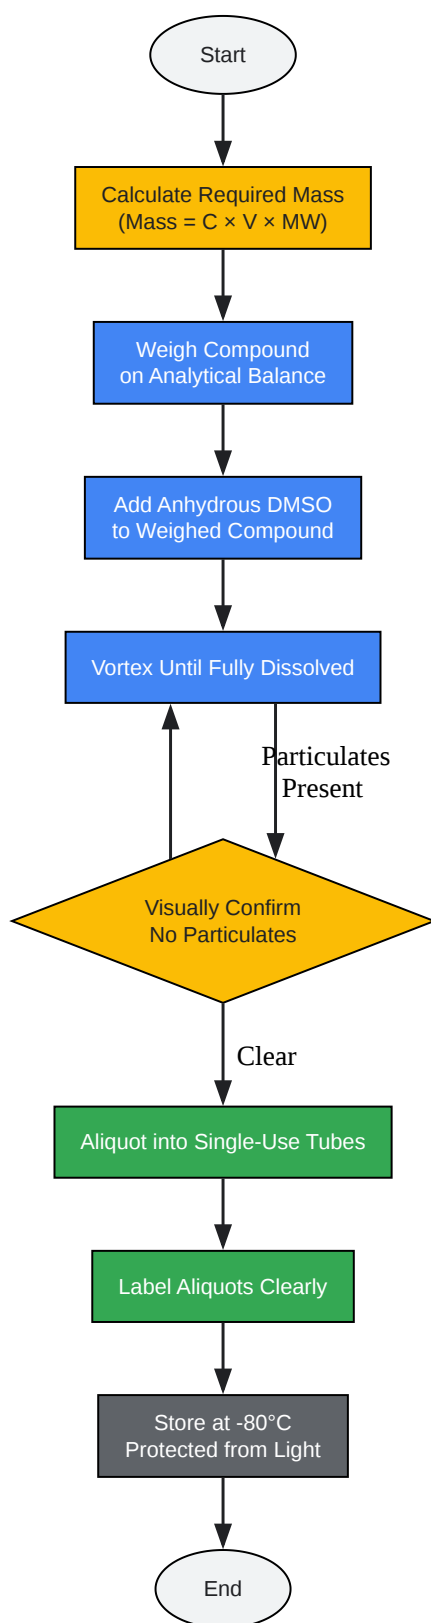 Start
Calculate Required Mass
(Mass = C × V × MW)
Weigh Compound
on Analytical Balance
Add Anhydrous DMSO
to Weighed Compound
Vortex Until Fully Dissolved
Particulates
Present
Visually Confirm
No Particulates
Clear
Aliquot into Single-Use Tubes
Label Aliquots Clearly
Store at -80°C
Protected from Light
End